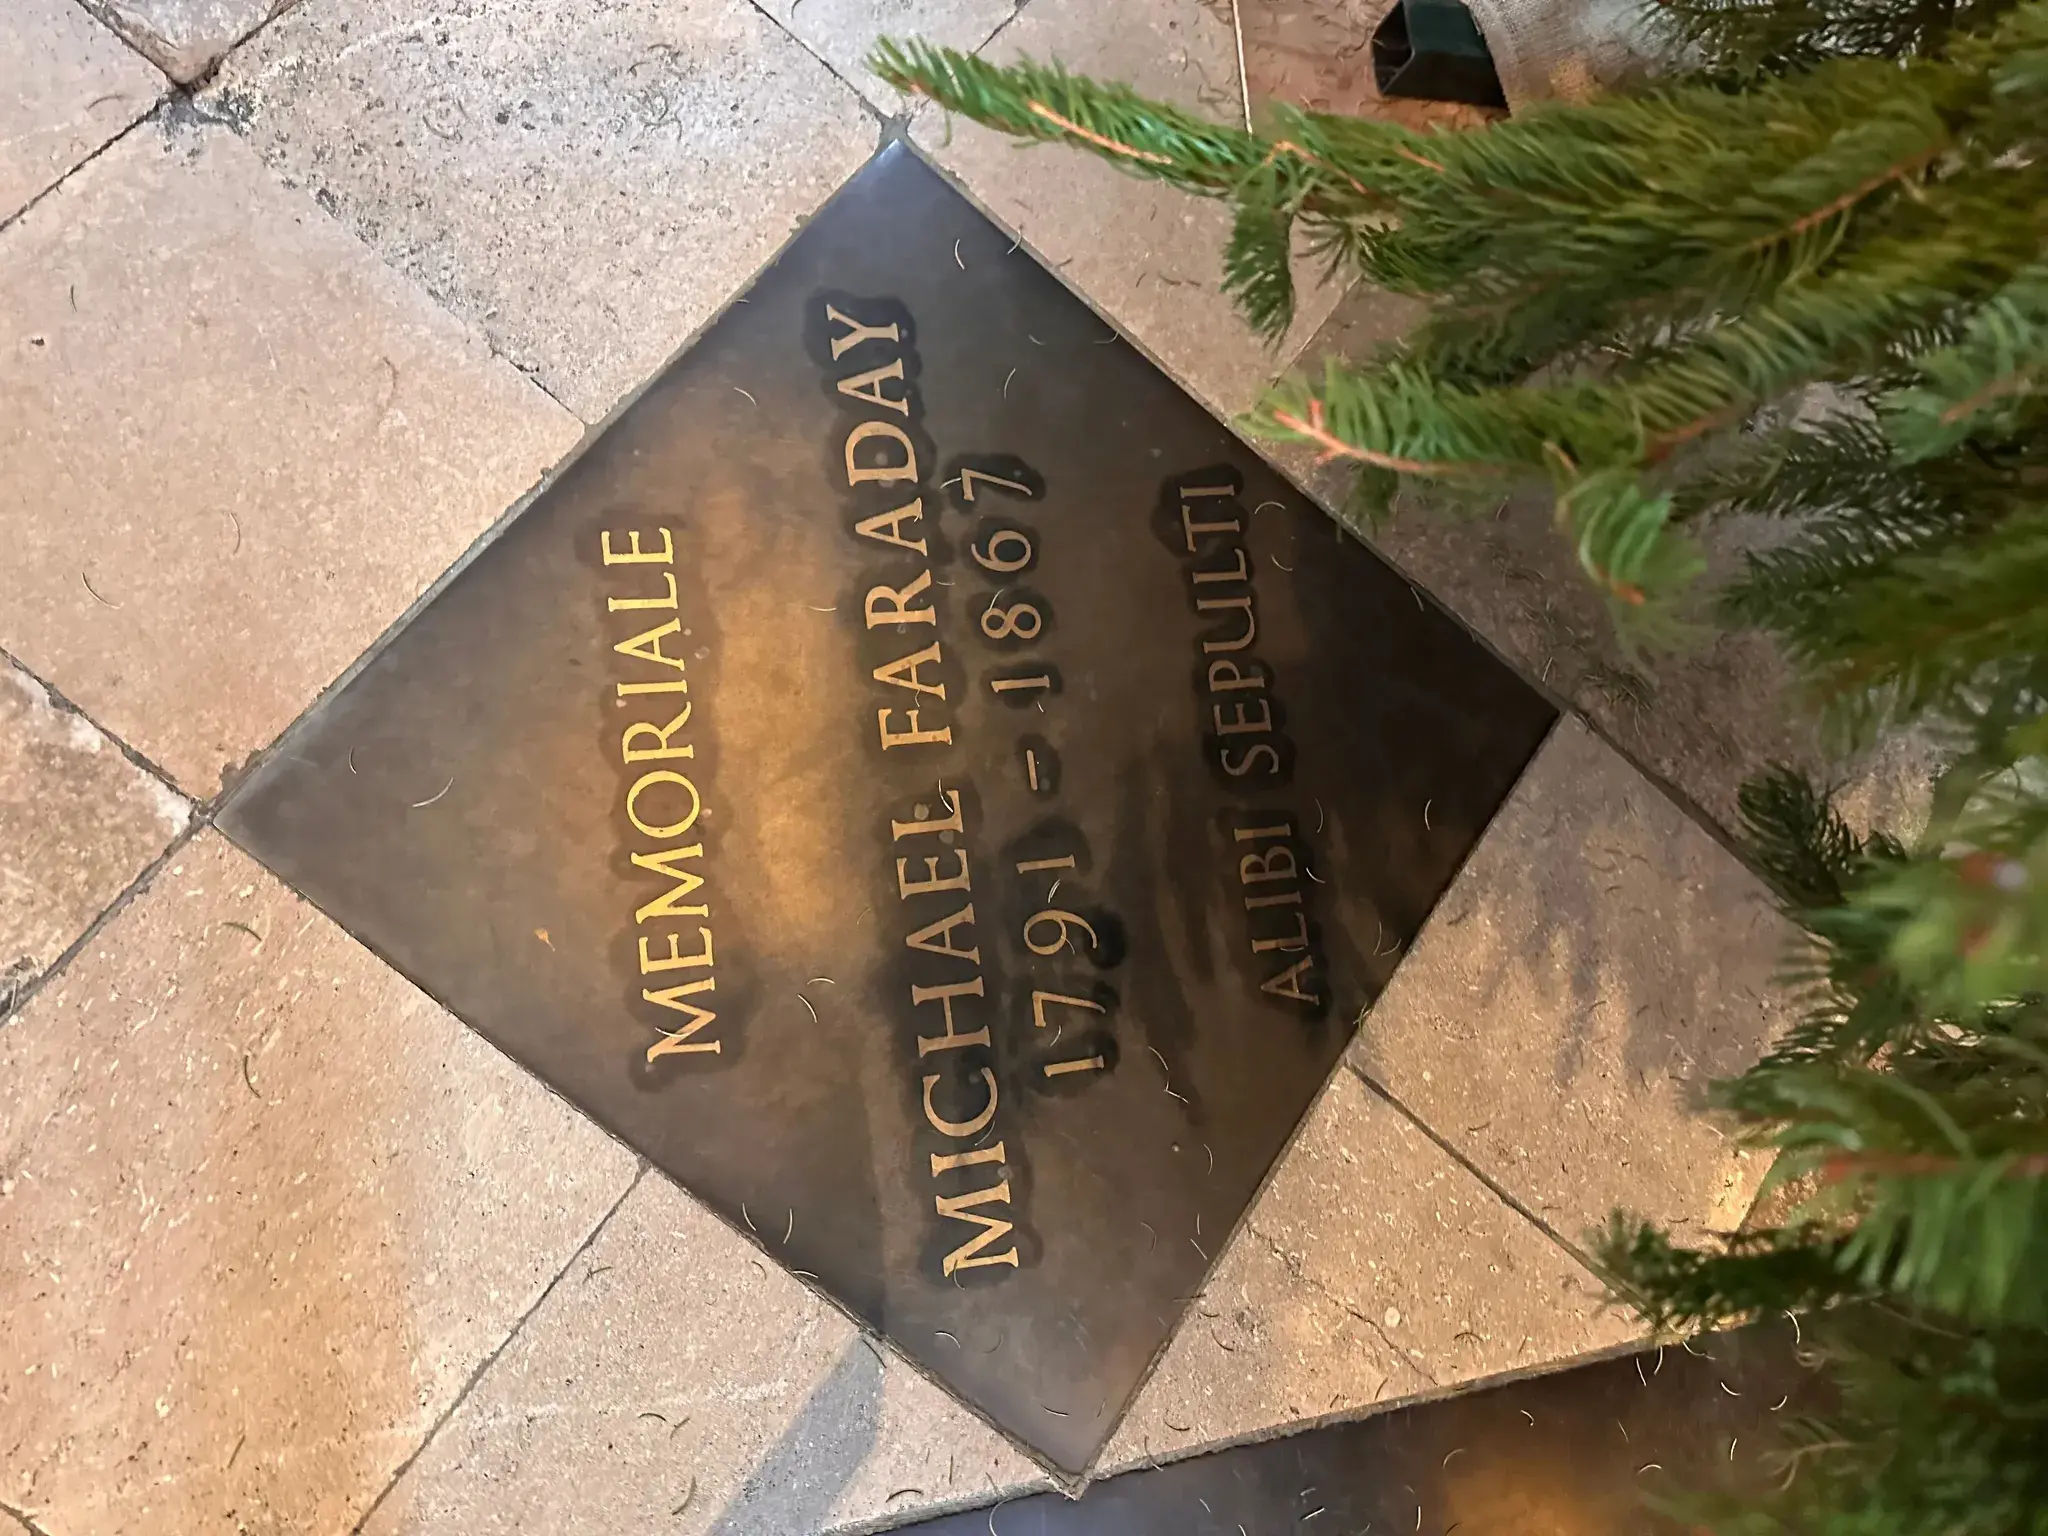 MEMORIALE
MICHAEL FARADAY
1791 – 1867
ALIBI SEPULTI